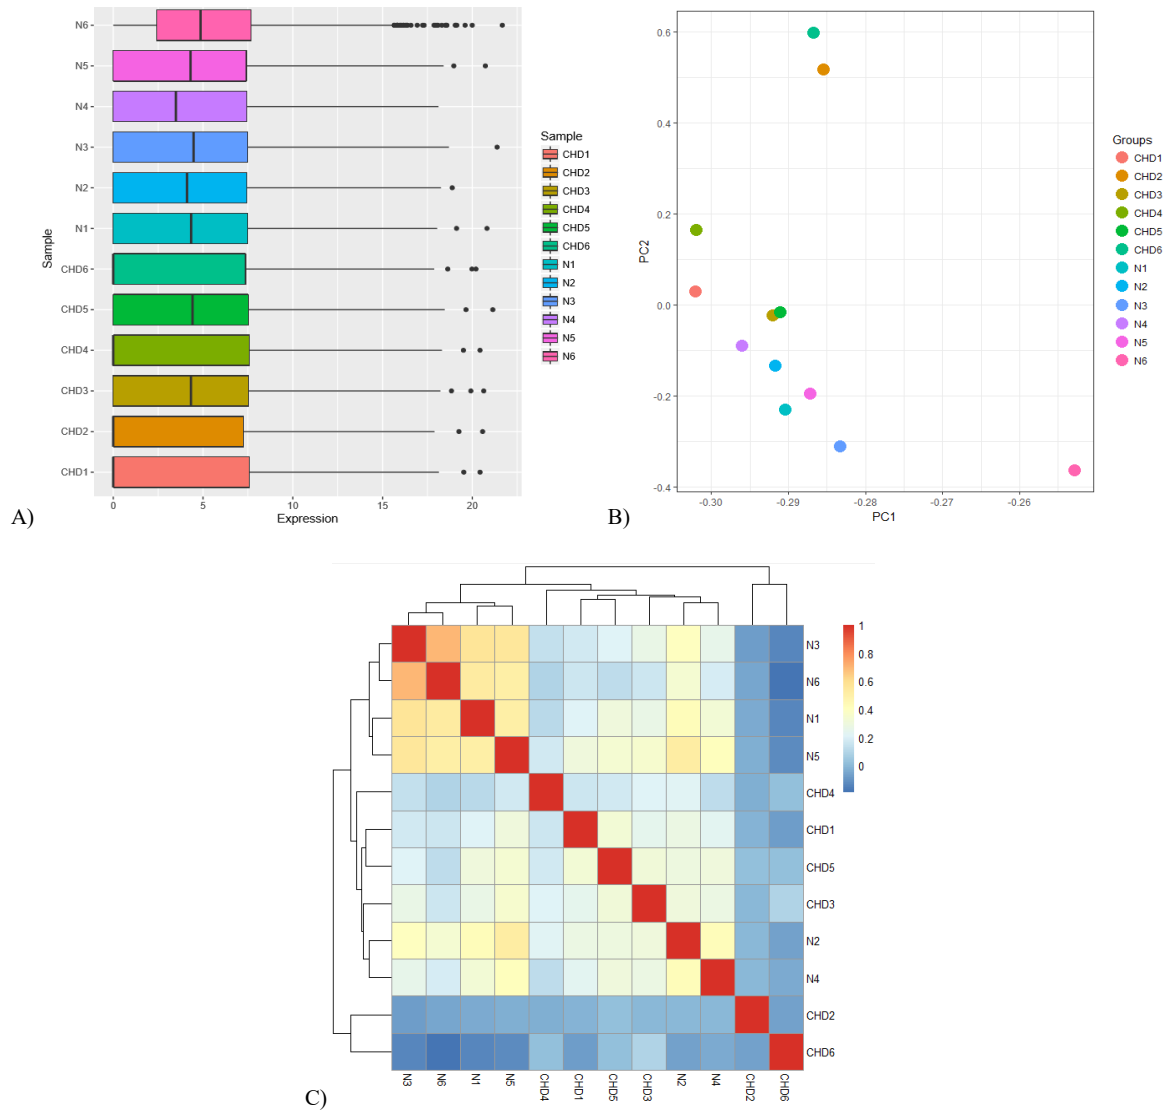 N6
N5
N4
N3
N2
N1
CHD6
CHD5
CHD4
CHD3
CHD2
CHD1
Sample
0
5
10
15
20
Expression
Sample
CHD1
CHD2
CHD3
CHD4
CHD5
CHD6
N1
N2
N3
N4
N5
N6
A)
0.6
0.4
0.2
0.0
-0.2
-0.4
PC2
-0.30
-0.29
-0.28
-0.27
-0.26
PC1
Groups
CHD1
CHD2
CHD3
CHD4
CHD5
CHD6
N1
N2
N3
N4
N5
N6
B)
N3
N6
N1
N5
CHD4
CHD1
CHD5
CHD3
N2
N4
CHD2
CHD6
1
0.8
0.6
0.4
0.2
0
N3
N6
N1
N5
CHD4
CHD1
CHD5
CHD3
N2
N4
CHD2
CHD6
C)